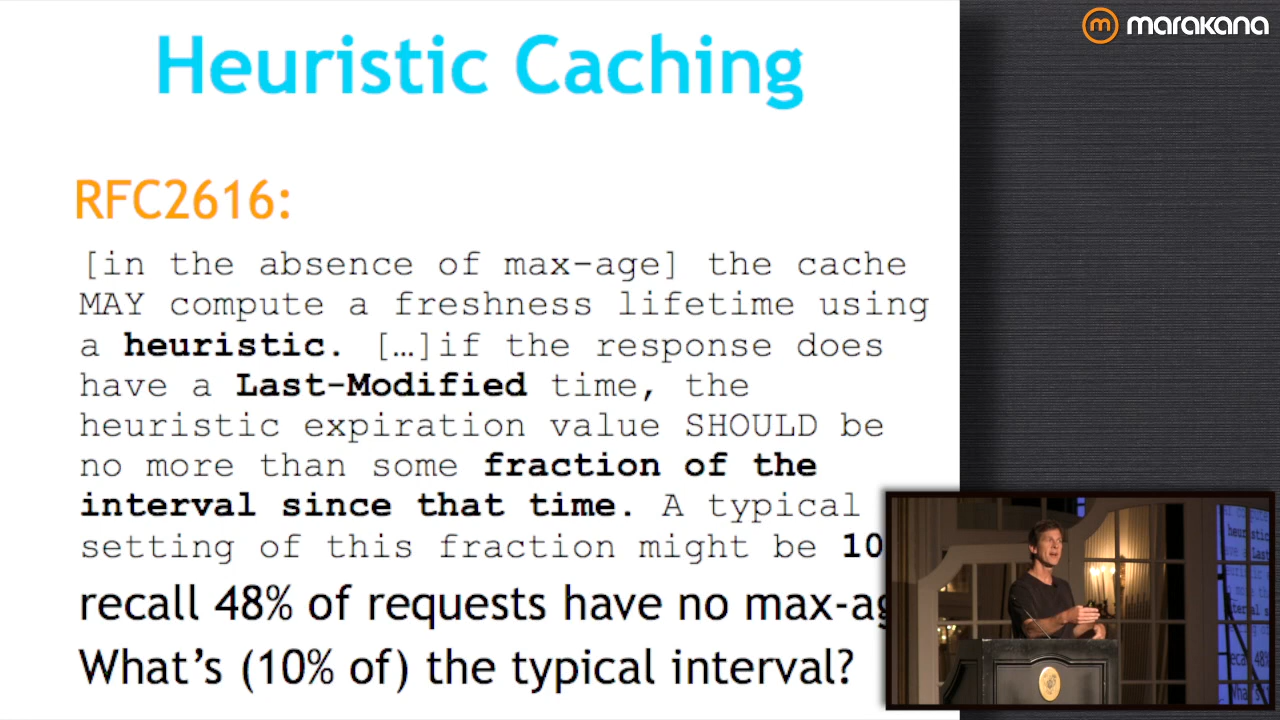 Heuristic Caching
marakana
RFC2616:
[in the absence of max-age] the cache
MAY compute a freshness lifetime using
a heuristic. […]if the response does
have a Last-Modified time, the
heuristic expiration value SHOULD be
no more than some fraction of the
interval since that time. A typical
setting of this fraction might be 10
recall 48% of requests have no max-ag
What's (10% of) the typical interval?